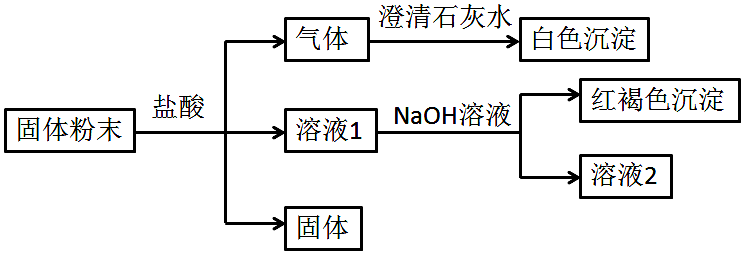 气体
澄清石灰水
白色沉淀
固体粉末
盐酸
溶液1
NaOH溶液
红褐色沉淀
溶液2
固体